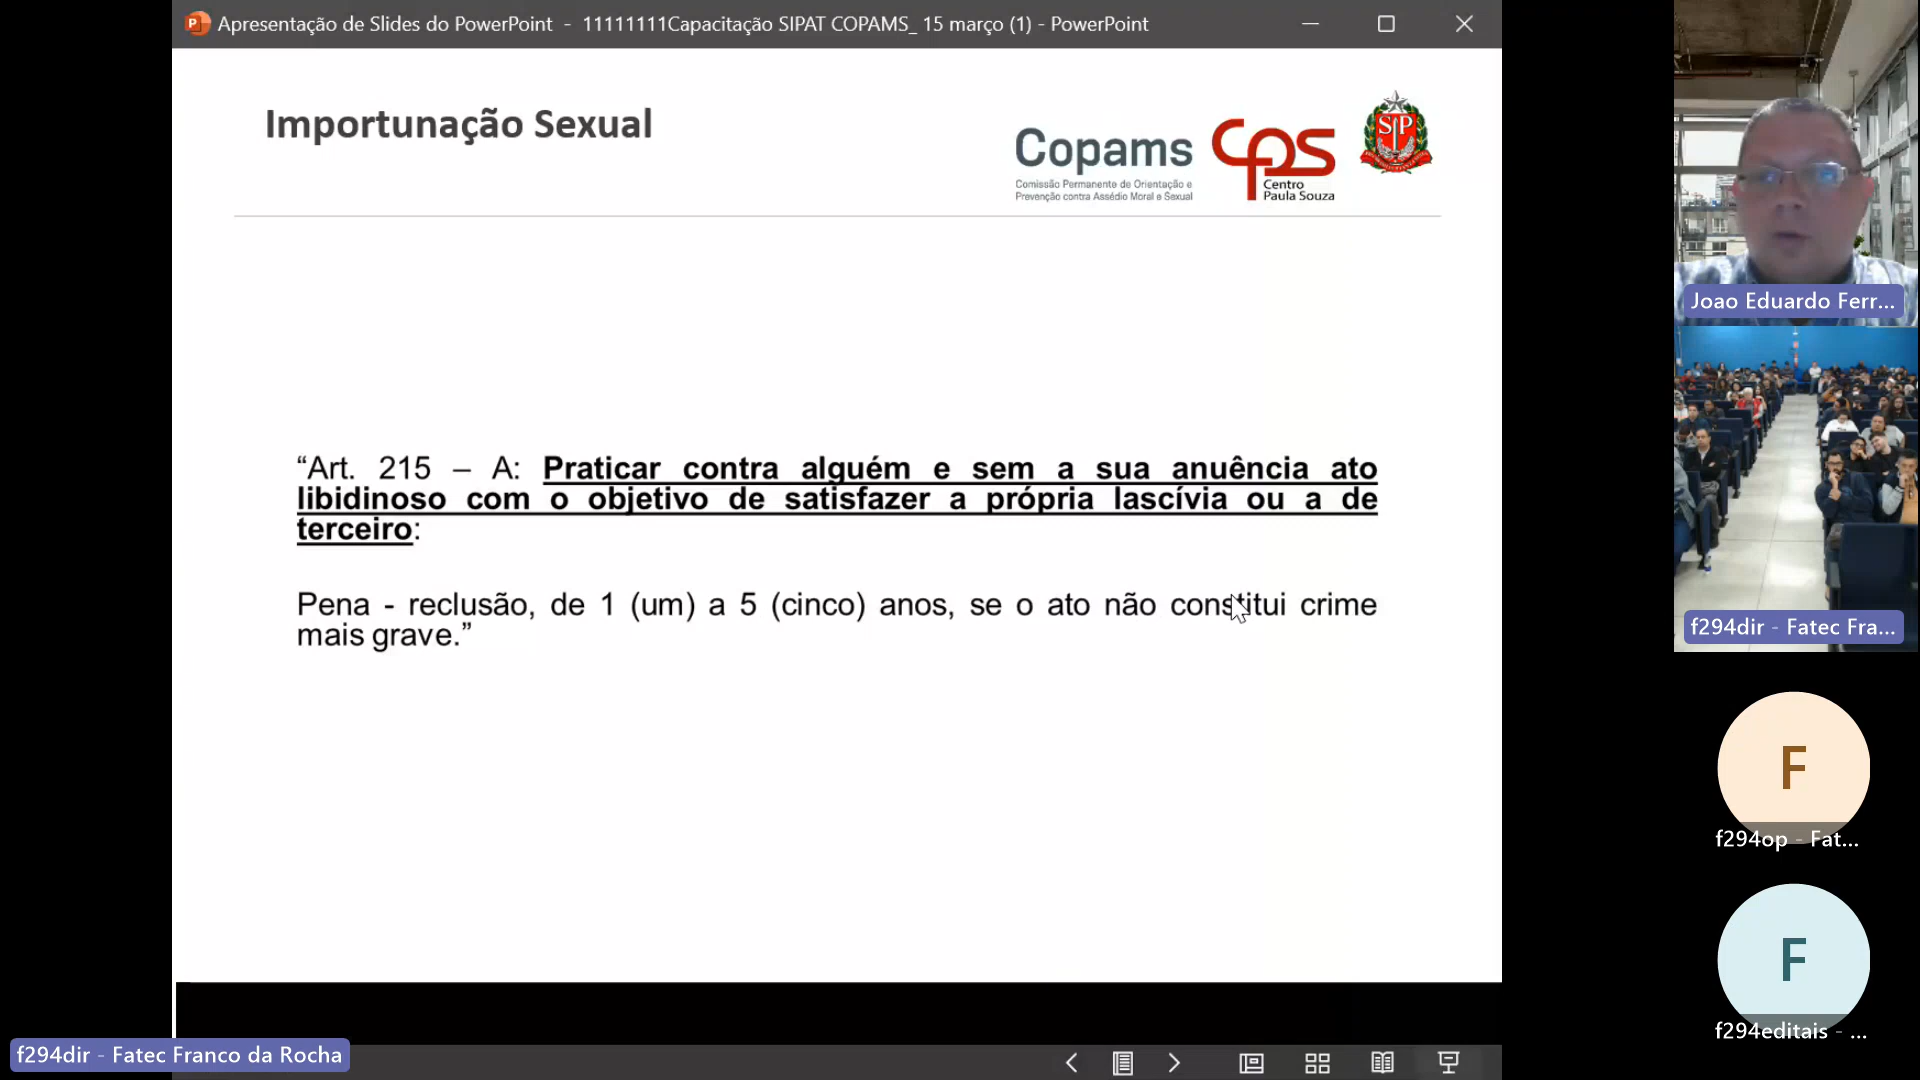 Apresentação de Slides do PowerPoint - 11111111Capacitação SIPAT COPAMS_ 15 março (1) - PowerPoint
Importunação Sexual
Copams
Comissão Permanente de Orientação e
Prevenção contra Assédio Moral e Sexual
CPS
Centro
Paula Souza
SP
“Art. 215 – A: Praticar contra alguém e sem a sua anuência ato
libidinoso com o objetivo de satisfazer a própria lascívia ou a de
terceiro:
Pena - reclusão, de 1 (um) a 5 (cinco) anos, se o ato não constitui crime
mais grave.”
Joao Eduardo Ferr...
f294dir - Fatec Fra...
F
f294op - Fat...
F
f294editais - ...
f294dir - Fatec Franco da Rocha